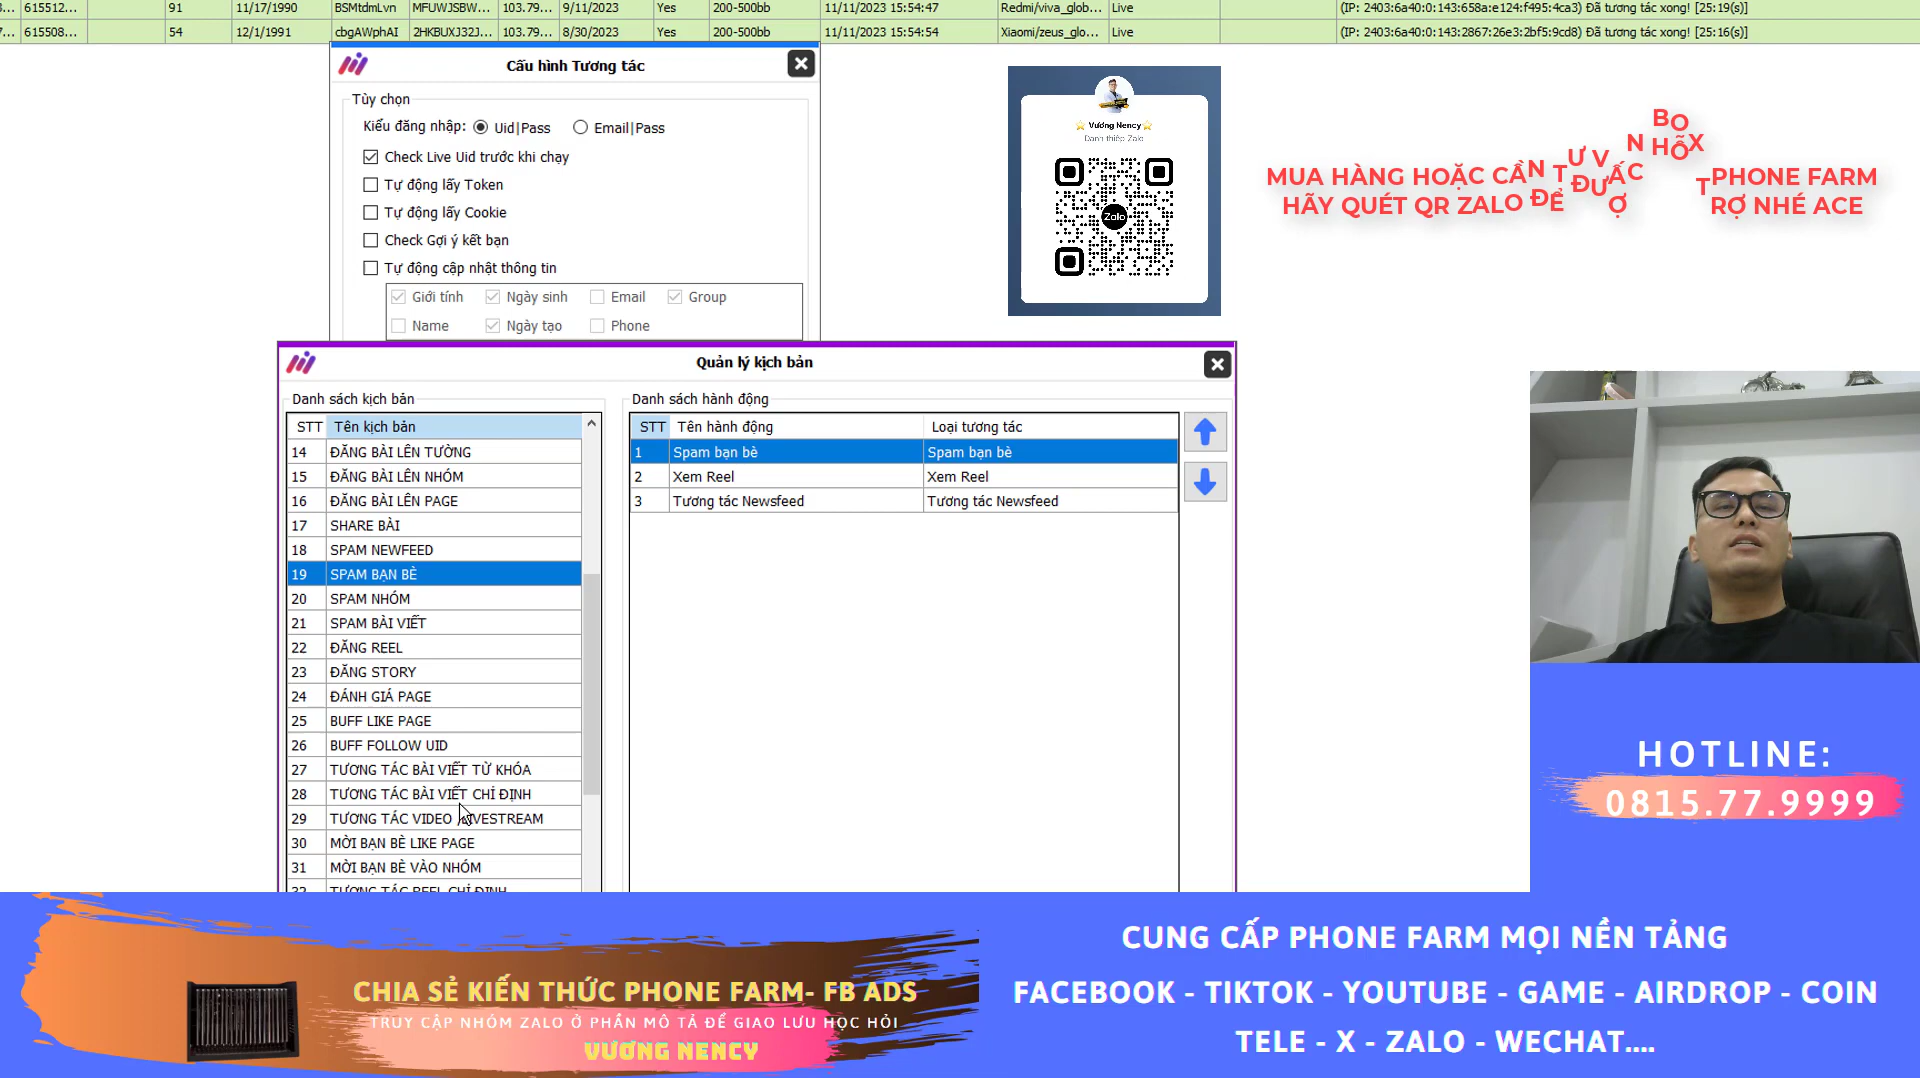 3... 615512... 91 11/17/1990 BSMtdmLvn MFUWJSBW... 103.79... 9/11/2023 Yes 200-500bb 11/11/2023 15:54:47 Redmi/viva_glob... Live (IP: 2403:6a40:0:143:658a:e124:f495:4ca3) Đã tương tác xong! [25:19(s)]
7... 615508... 54 12/1/1991 cbgAWphAI 2HKBUXJ32J... 103.79... 8/30/2023 Yes 200-500bb 11/11/2023 15:54:54 Xiaomi/zeus_glo... Live (IP: 2403:6a40:0:143:2867:26e3:2bf5:9cd8) Đã tương tác xong! [25:16(s)]
Cấu hình Tương tác
Tùy chọn
Kiểu đăng nhập: Uid|Pass Email|Pass
Check Live Uid trước khi chạy
Tự động lấy Token
Tự động lấy Cookie
Check Gợi ý kết bạn
Tự động cập nhật thông tin
Giới tính Ngày sinh Email Group
Name Ngày tạo Phone
Vương Nency
Danh thiếp Zalo
Zalo
MUA HÀNG HOẶC CẦN TƯ VẤN BOX PHONE FARM
HÃY QUÉT QR ZALO ĐỂ ĐƯỢC HỖ TRỢ NHÉ ACE
Quản lý kịch bản
Danh sách kịch bản
STT Tên kịch bản
14 ĐĂNG BÀI LÊN TƯỜNG
15 ĐĂNG BÀI LÊN NHÓM
16 ĐĂNG BÀI LÊN PAGE
17 SHARE BÀI
18 SPAM NEWFEED
19 SPAM BẠN BÈ
20 SPAM NHÓM
21 SPAM BÀI VIẾT
22 ĐĂNG REEL
23 ĐĂNG STORY
24 ĐÁNH GIÁ PAGE
25 BUFF LIKE PAGE
26 BUFF FOLLOW UID
27 TƯƠNG TÁC BÀI VIẾT TỪ KHÓA
28 TƯƠNG TÁC BÀI VIẾT CHỈ ĐỊNH
29 TƯƠNG TÁC VIDEO LIVESTREAM
30 MỜI BẠN BÈ LIKE PAGE
31 MỜI BẠN BÈ VÀO NHÓM
32 TƯƠNG TÁC REEL CHỈ ĐỊNH
Danh sách hành động
STT Tên hành động Loại tương tác
1 Spam bạn bè Spam bạn bè
2 Xem Reel Xem Reel
3 Tương tác Newsfeed Tương tác Newsfeed
HOTLINE:
0815.77.9999
CHIA SẺ KIẾN THỨC PHONE FARM- FB ADS
TRUY CẬP NHÓM ZALO Ở PHẦN MÔ TẢ ĐỂ GIAO LƯU HỌC HỎI
VƯƠNG NENCY
CUNG CẤP PHONE FARM MỌI NỀN TẢNG
FACEBOOK - TIKTOK - YOUTUBE - GAME - AIRDROP - COIN
TELE - X - ZALO - WECHAT....